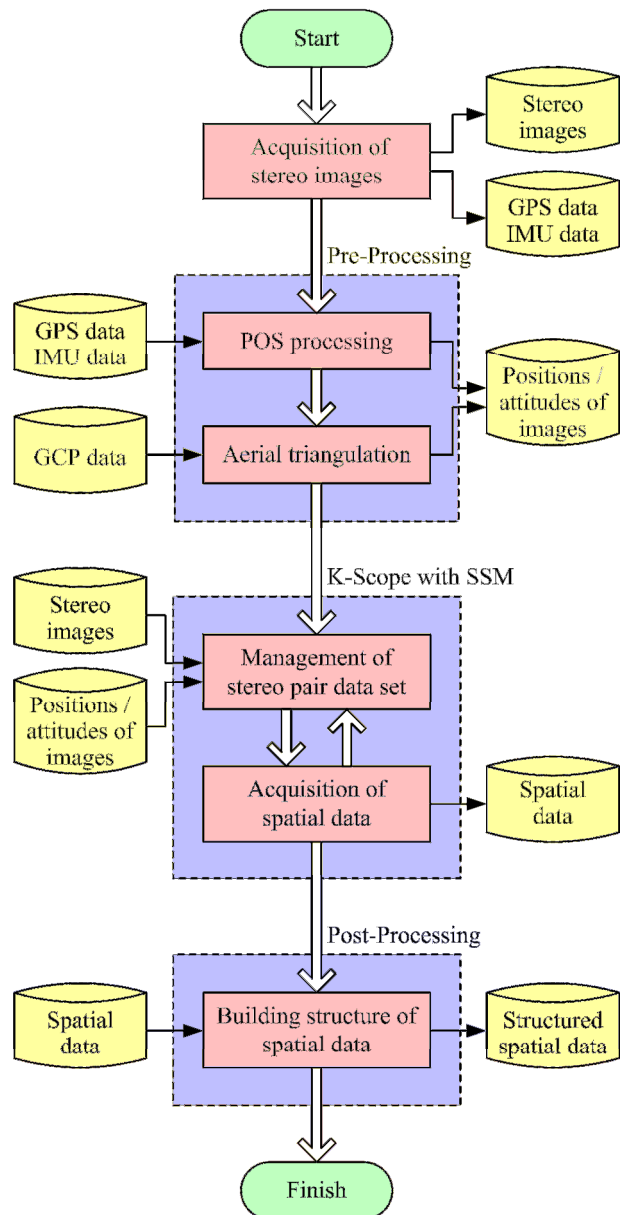 Start
Acquisition of
stereo images
Stereo
images
GPS data
IMU data
Pre-Processing
GPS data
IMU data
POS processing
Positions /
attitudes of
images
GCP data
Aerial triangulation
K-Scope with SSM
Stereo
images
Management of
stereo pair data set
Positions /
attitudes of
images
Acquisition of
spatial data
Spatial
data
Post-Processing
Spatial
data
Building structure of
spatial data
Structured
spatial data
Finish